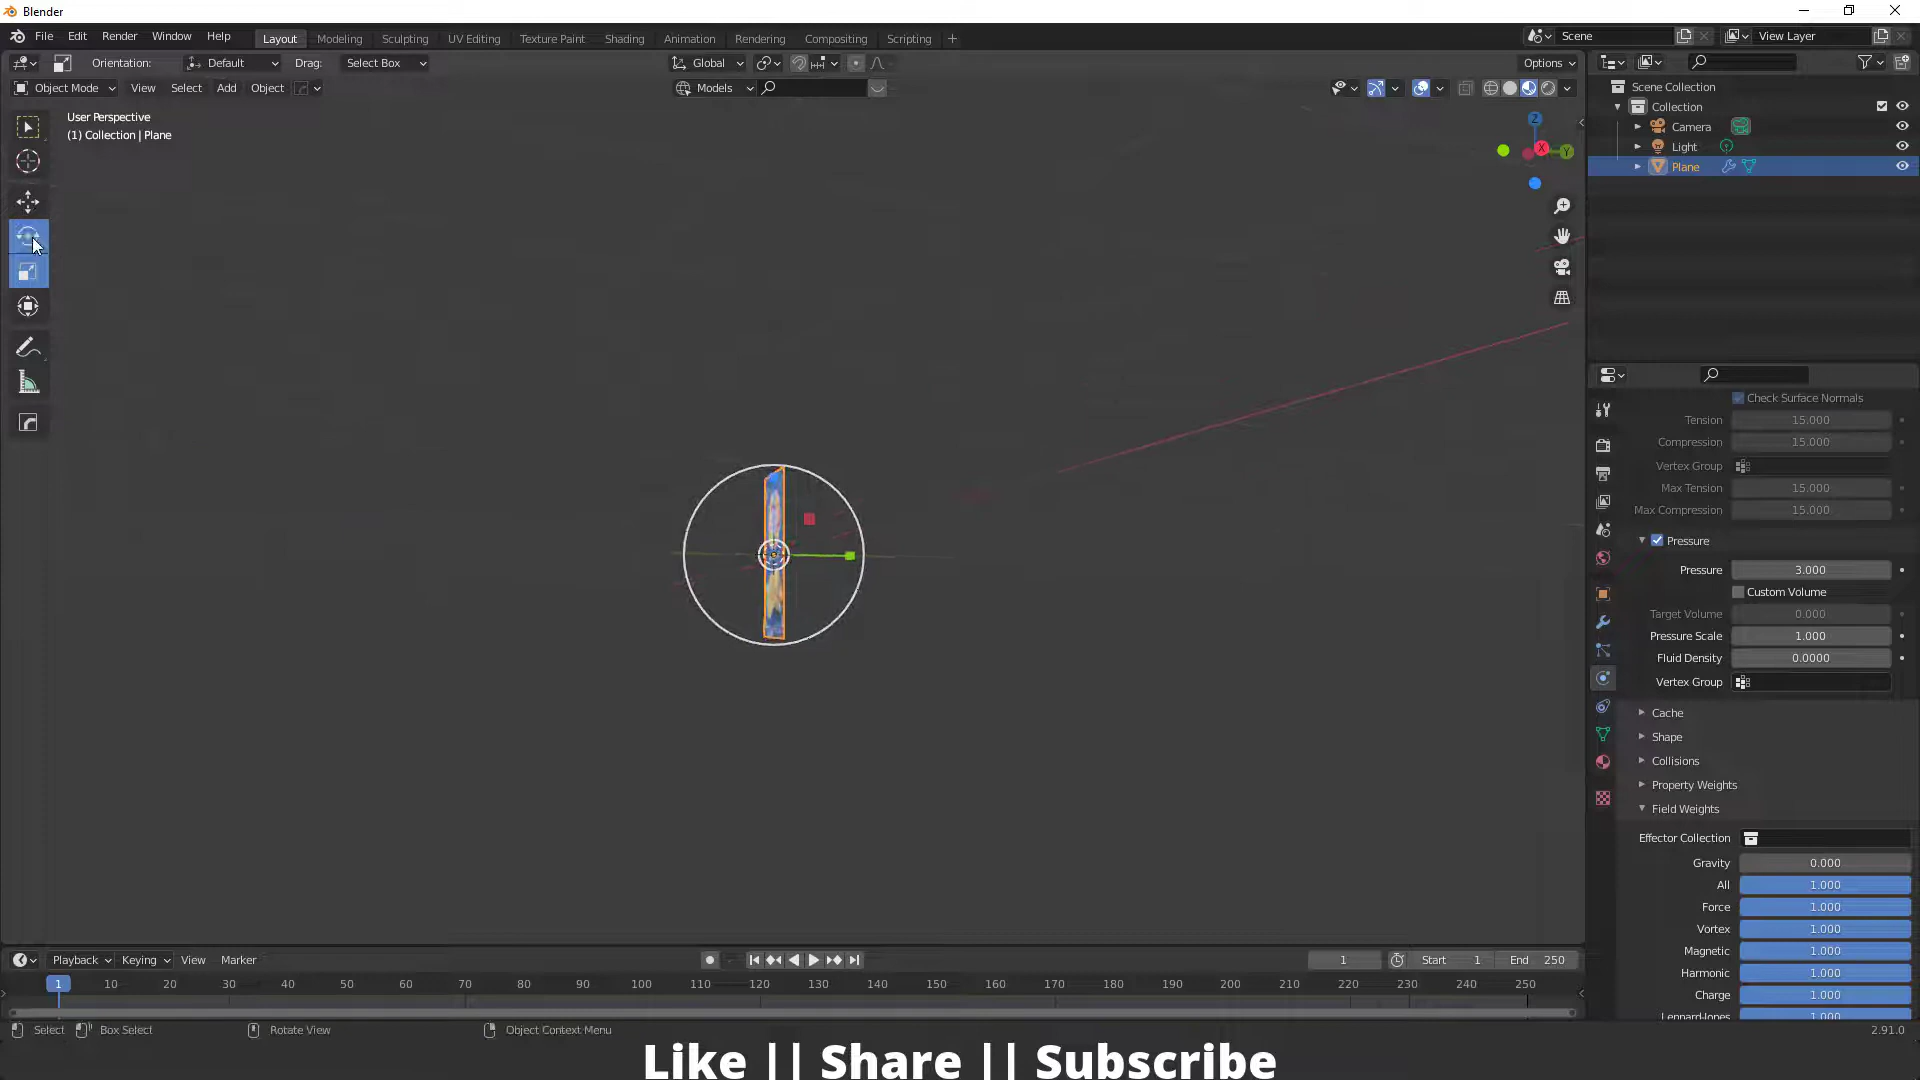 Blender
File Edit Render Window Help Layout Modeling Sculpting UV Editing Texture Paint Shading Animation Rendering Compositing Scripting + Scene View Layer
Orientation: Default Drag: Select Box Global Options
Object Mode View Select Add Object Models
User Perspective
(1) Collection | Plane
Z
X
Y
Scene Collection
Collection
Camera
Light
Plane
Check Surface Normals
Tension 15.000
Compression 15.000
Vertex Group
Max Tension 15.000
Max Compression 15.000
Pressure
Pressure 3.000
Custom Volume
Target Volume 0.000
Pressure Scale 1.000
Fluid Density 0.0000
Vertex Group
Cache
Shape
Collisions
Property Weights
Field Weights
Effector Collection
Gravity 0.000
All 1.000
Force 1.000
Vortex 1.000
Magnetic 1.000
Harmonic 1.000
Charge 1.000
Lennard-Jones 1.000
Playback Keying View Marker 1 Start 1 End 250
1 10 20 30 40 50 60 70 80 90 100 110 120 130 140 150 160 170 180 190 200 210 220 230 240 250
Select Box Select Rotate View Object Context Menu 2.91.0
Like || Share || Subscribe